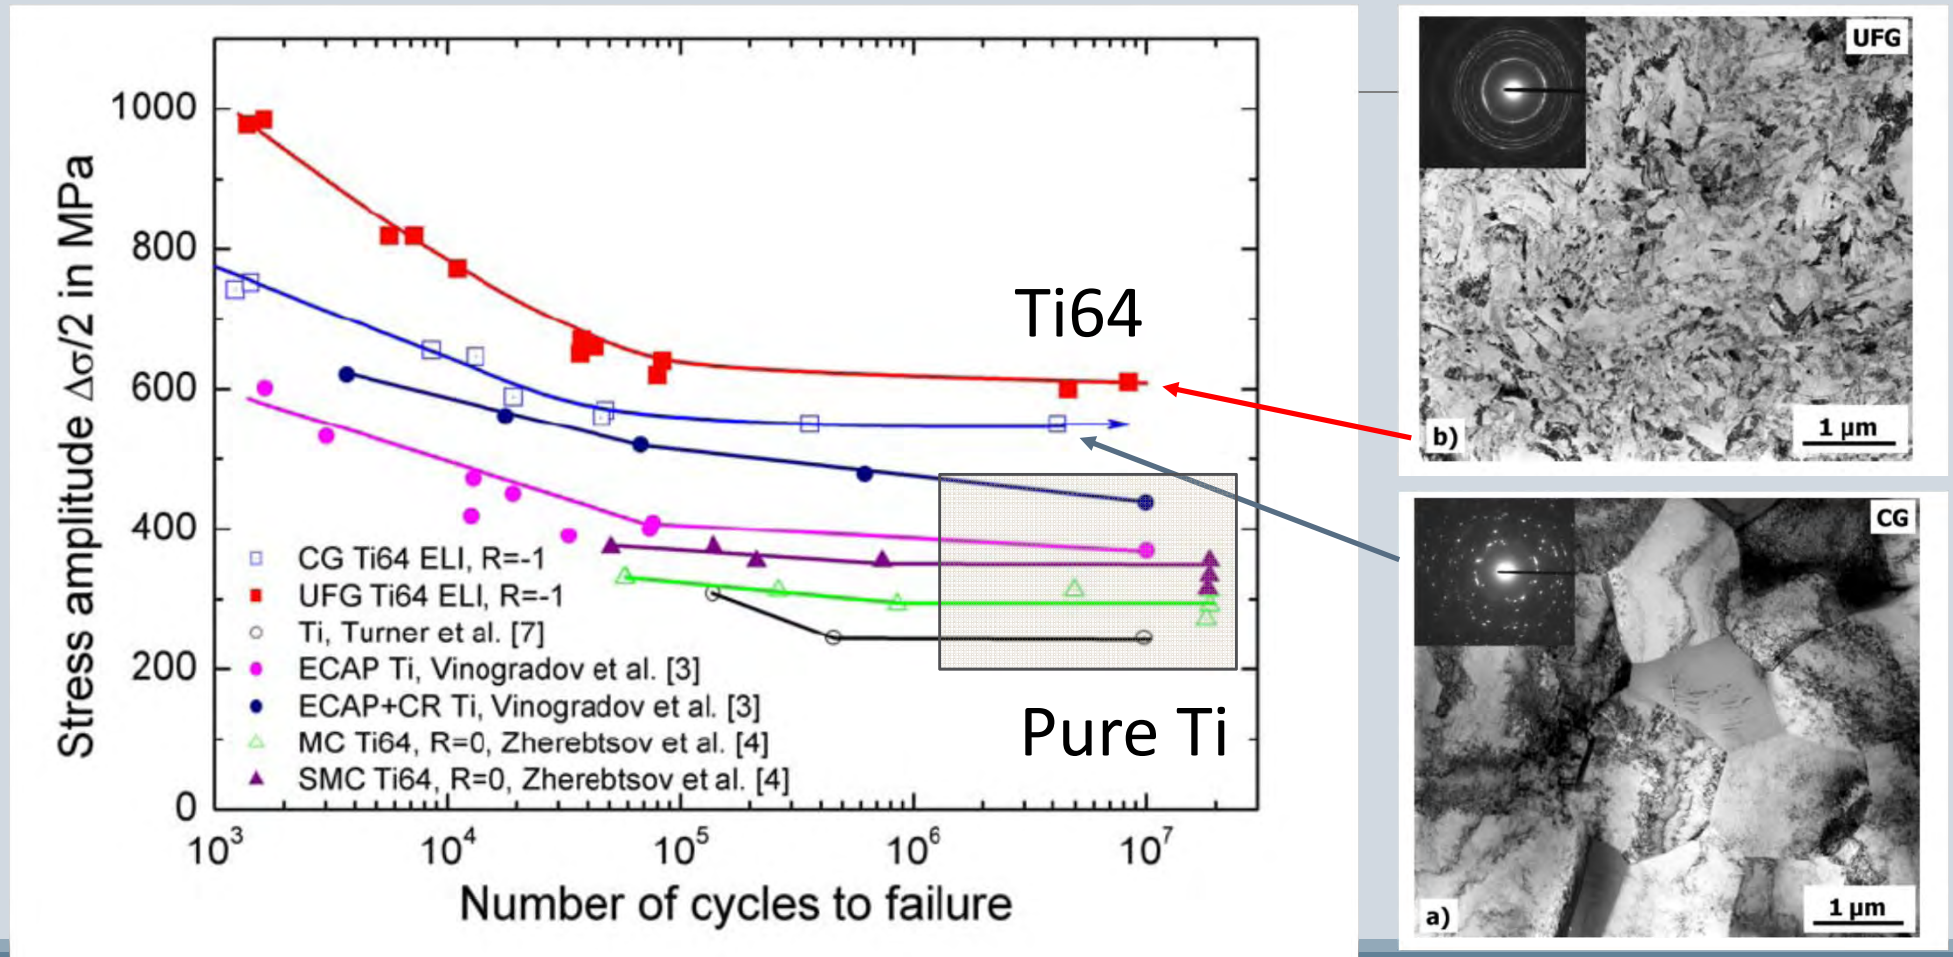 1000
800
600
400
200
0
Stress amplitude Δσ/2 in MPa
10³
10⁴
10⁵
10⁶
10⁷
Number of cycles to failure
CG Ti64 ELI, R=-1
UFG Ti64 ELI, R=-1
Ti, Turner et al. [7]
ECAP Ti, Vinogradov et al. [3]
ECAP+CR Ti, Vinogradov et al. [3]
MC Ti64, R=0, Zherebtsov et al. [4]
SMC Ti64, R=0, Zherebtsov et al. [4]
Ti64
Pure Ti
UFG
b)
1 µm
CG
a)
1 µm